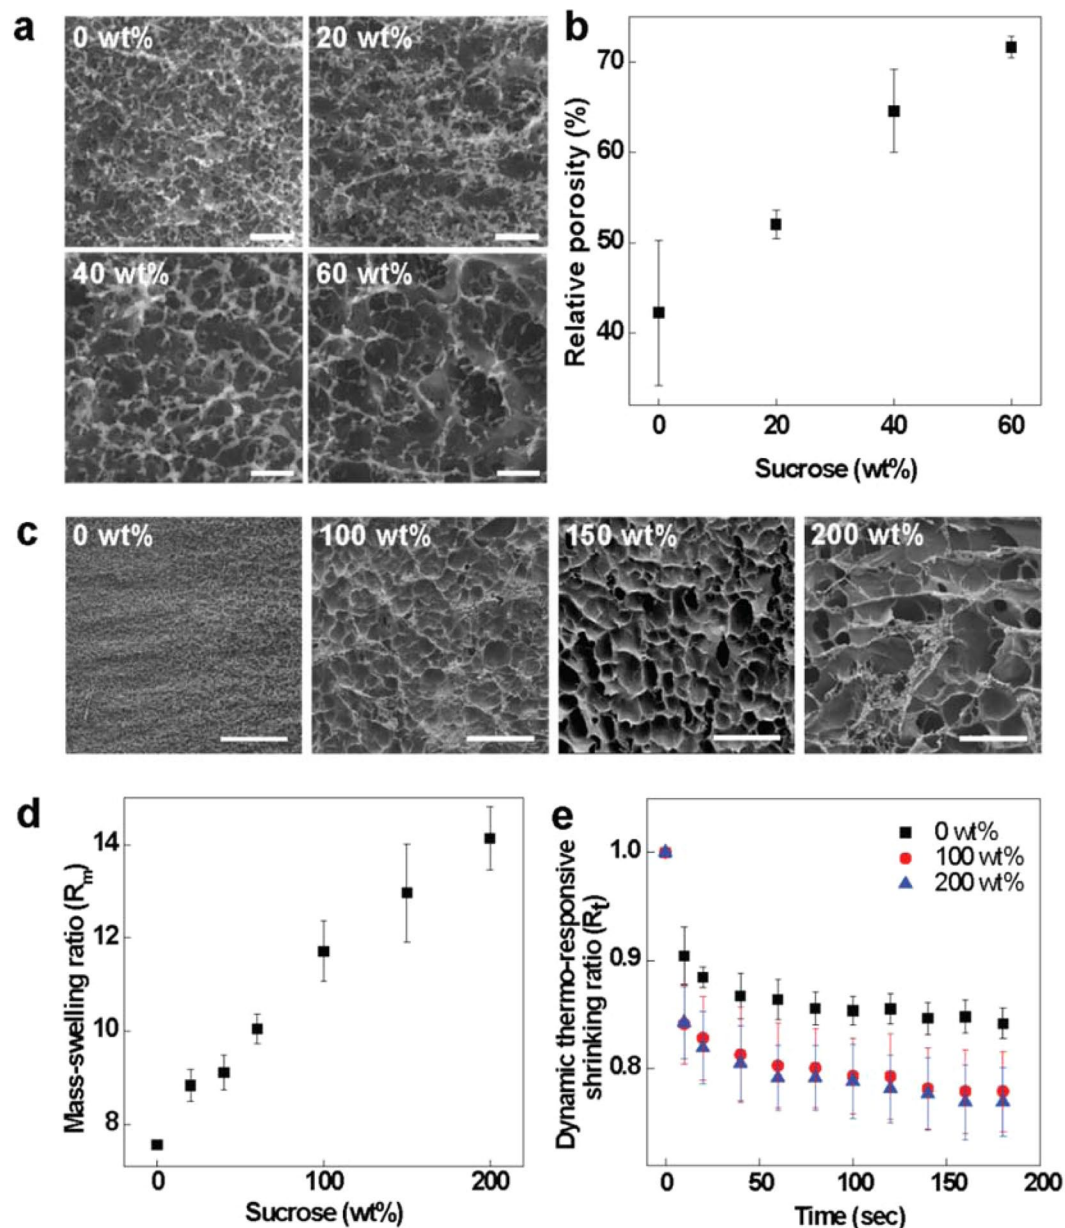 a
0 wt%
20 wt%
40 wt%
60 wt%
b
Relative porosity (%)
70
60
50
40
0
20
40
60
Sucrose (wt%)
c
0 wt%
100 wt%
150 wt%
200 wt%
d
Mass-swelling ratio (Rm)
14
12
10
8
0
100
200
Sucrose (wt%)
e
Dynamic thermo-responsive
shrinking ratio (Rt)
1.0
0.9
0.8
0 wt%
100 wt%
200 wt%
0
50
100
150
200
Time (sec)